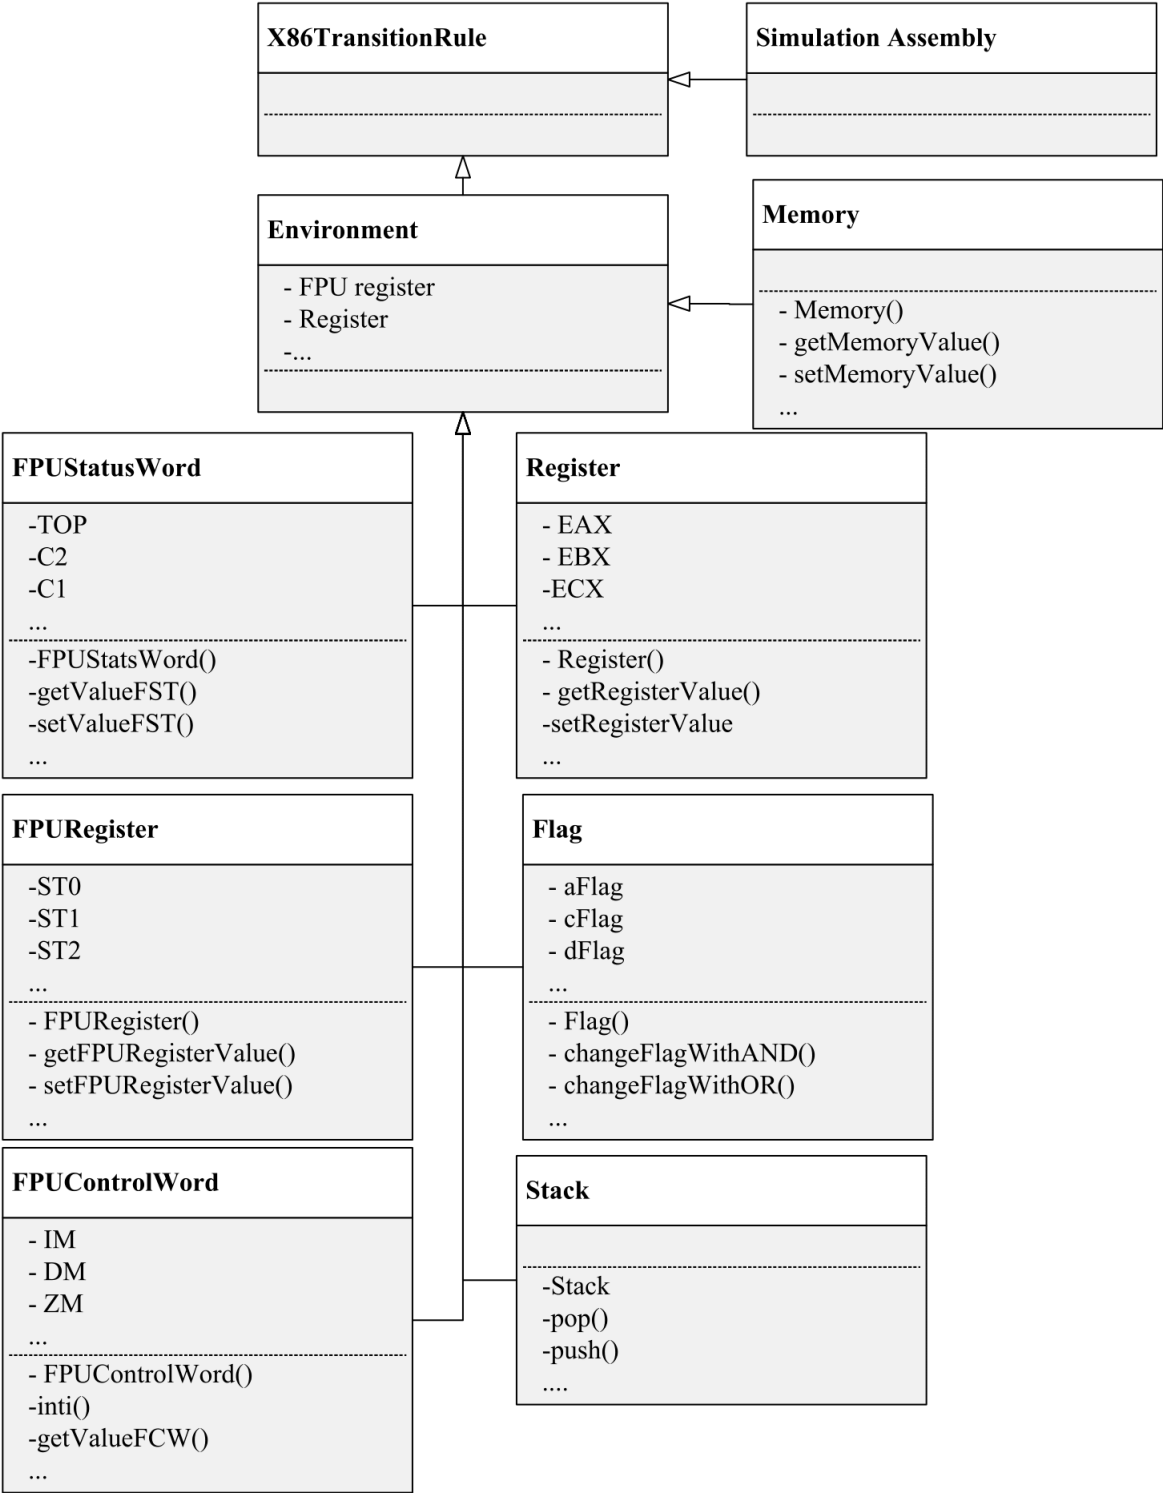 X86TransitionRule
Simulation Assembly
Environment
- FPU register
- Register
-...
Memory
- Memory()
- getMemoryValue()
- setMemoryValue()
...
FPUStatusWord
-TOP
-C2
-C1
...
-FPUStatsWord()
-getValueFST()
-setValueFST()
...
Register
- EAX
- EBX
-ECX
...
- Register()
- getRegisterValue()
-setRegisterValue
...
FPURegister
-ST0
-ST1
-ST2
...
- FPURegister()
- getFPURegisterValue()
- setFPURegisterValue()
...
Flag
- aFlag
- cFlag
- dFlag
...
- Flag()
- changeFlagWithAND()
- changeFlagWithOR()
...
FPUControlWord
- IM
- DM
- ZM
...
- FPUControlWord()
-inti()
-getValueFCW()
...
Stack
-Stack
-pop()
-push()
....